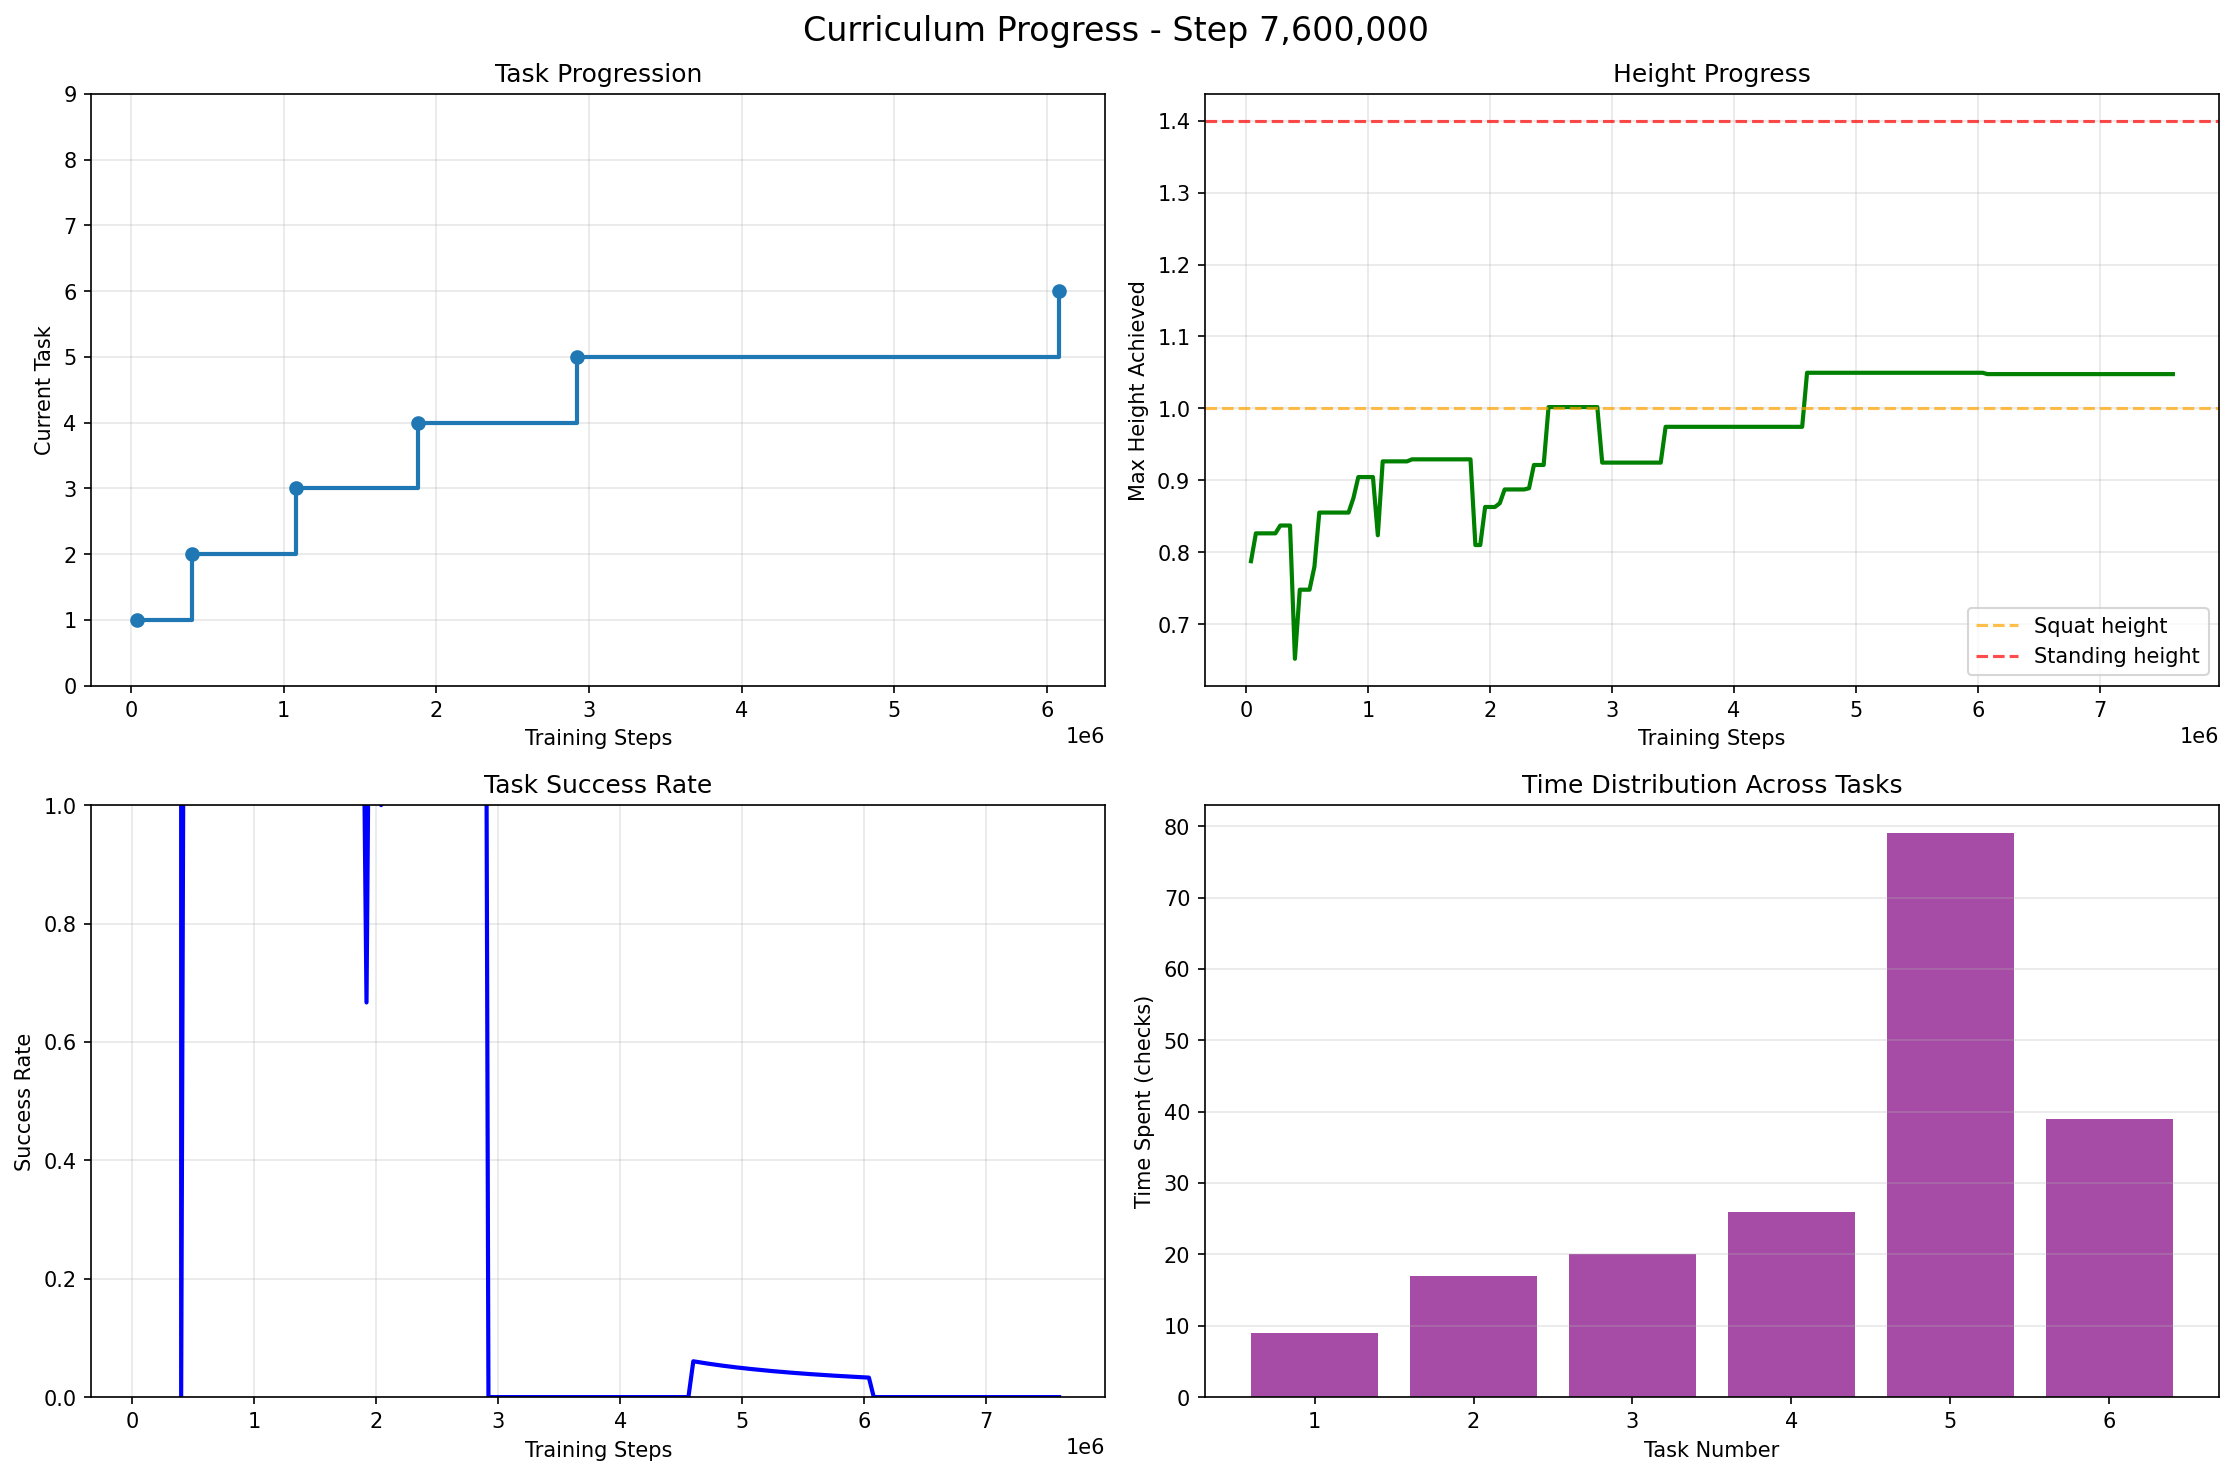 Curriculum Progress - Step 7,600,000
Task Progression
9
8
7
6
5
4
3
2
1
0
Current Task
0 1 2 3 4 5 6
1e6
Training Steps
Height Progress
1.4
1.3
1.2
1.1
1.0
0.9
0.8
0.7
Max Height Achieved
Squat height
Standing height
0 1 2 3 4 5 6 7
1e6
Training Steps
Task Success Rate
1.0
0.8
0.6
0.4
0.2
0.0
Success Rate
0 1 2 3 4 5 6 7
1e6
Training Steps
Time Distribution Across Tasks
80
70
60
50
40
30
20
10
0
Time Spent (checks)
1 2 3 4 5 6
Task Number